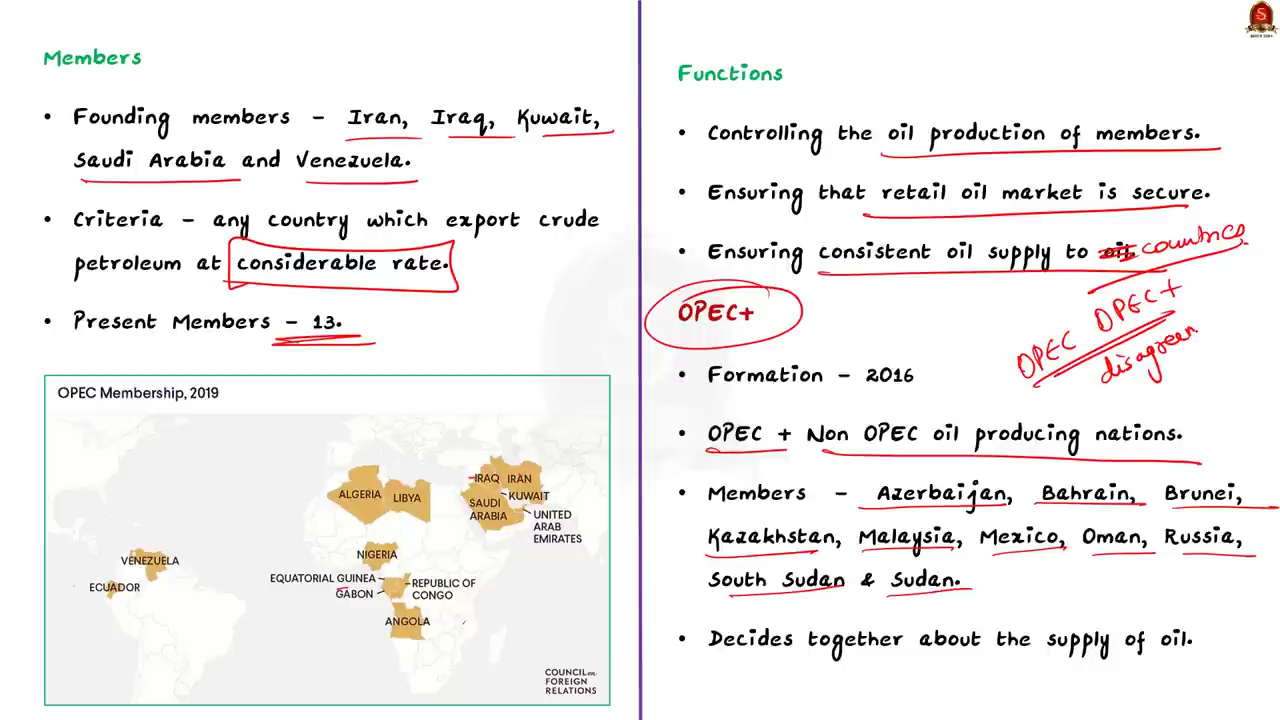 Members
• Founding members – Iran, Iraq, Kuwait,
Saudi Arabia and Venezuela.
• Criteria – any country which export crude
petroleum at considerable rate.
• Present Members – 13.
OPEC Membership, 2019
ALGERIA
LIBYA
IRAQ
IRAN
KUWAIT
SAUDI
ARABIA
UNITED
ARAB
EMIRATES
NIGERIA
VENEZUELA
ECUADOR
EQUATORIAL GUINEA
GABON
REPUBLIC OF
CONGO
ANGOLA
COUNCIL on
FOREIGN
RELATIONS
Functions
• Controlling the oil production of members.
• Ensuring that retail oil market is secure.
• Ensuring consistent oil supply to oil countries
OPEC+
OPEC OPEC+
disagreen
• Formation – 2016
• OPEC + Non OPEC oil producing nations.
• Members – Azerbaijan, Bahrain, Brunei,
Kazakhstan, Malaysia, Mexico, Oman, Russia,
South Sudan & Sudan.
• Decides together about the supply of oil.